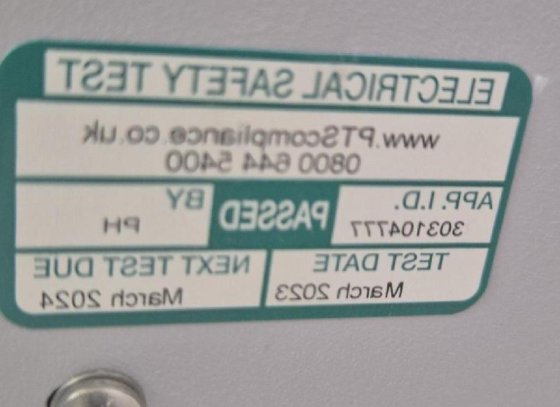 ELECTRICAL SAFETY TEST
www.PTScompliance.co.uk
0800 644 5400
APP.I.D. PASSED BY
303104777 PH
TEST DATE NEXT TEST DUE
March 2023 March 2024